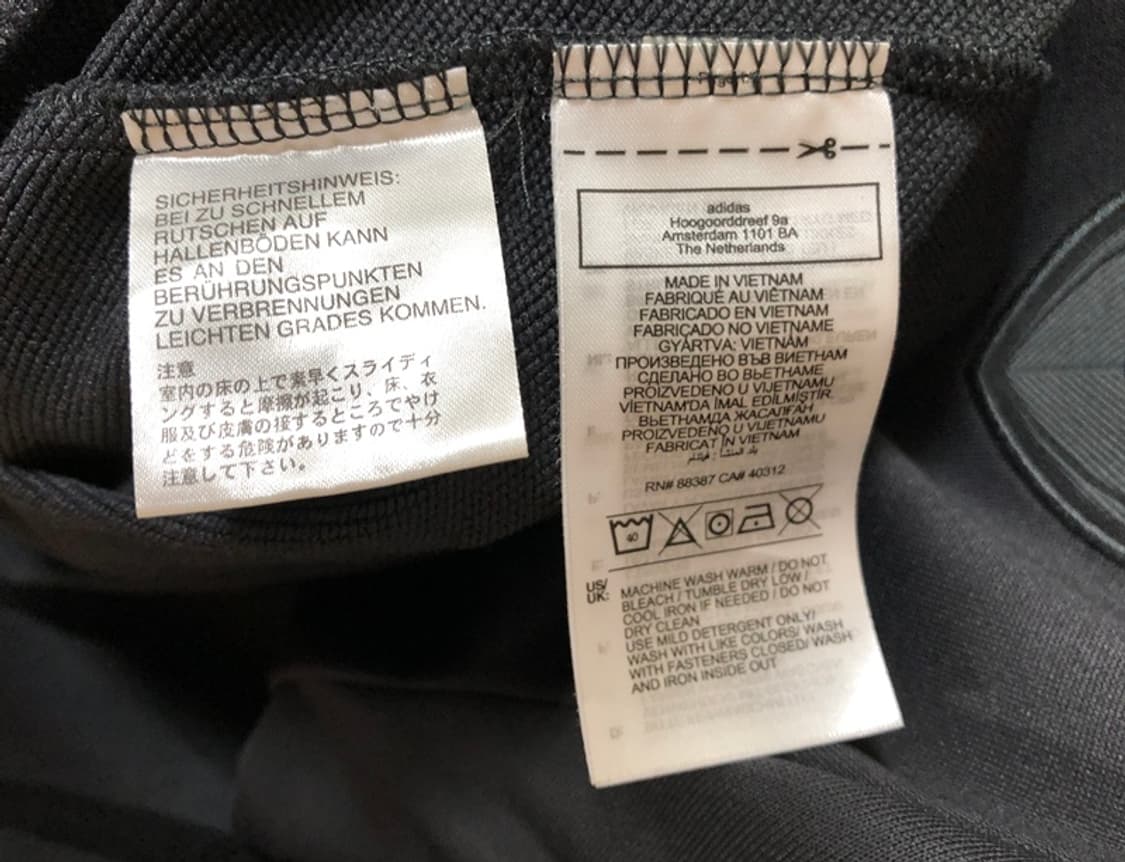 SICHERHEITSHINWEIS:
BEI ZU SCHNELLEM
RUTSCHEN AUF
HALLENBÖDEN KANN
ES AN DEN
BERÜHRUNGSPUNKTEN
ZU VERBRENNUNGEN
LEICHTEN GRADES KOMMEN.
注意
室内の床の上で素早くスライディ
ングすると摩擦が起こり、床、衣
服及び皮膚の接するところでやけ
どをする危険がありますので十分
注意して下さい。
adidas
Hoogoorddreef 9a
Amsterdam 1101 BA
The Netherlands
MADE IN VIETNAM
FABRIQUÉ AU VIÊTNAM
FABRICADO EN VIETNAM
FABRICADO NO VIETNAME
GYÁRTVA: VIETNÁM
ПРОИЗВЕДЕНО ВЪВ ВИЕТНАМ
СДЕЛАНО ВО ВЬЕТНАМЕ
PROIZVEDENO U VIJETNAMU
VİETNAM'DA İMAL EDİLMİŞTİR.
ВЬЕТНАМДА ЖАСАЛҒАН
PROIZVEDENO U VIJETNAMU
FABRICAT ÎN VIETNAM
بلد المنشأ: فيتنام
RN# 88387 CA# 40312
40
US/
UK:
MACHINE WASH WARM / DO NOT
BLEACH / TUMBLE DRY LOW /
COOL IRON IF NEEDED / DO NOT
DRY CLEAN
USE MILD DETERGENT ONLY/
WASH WITH LIKE COLORS/ WASH
WITH FASTENERS CLOSED/ WASH
AND IRON INSIDE OUT